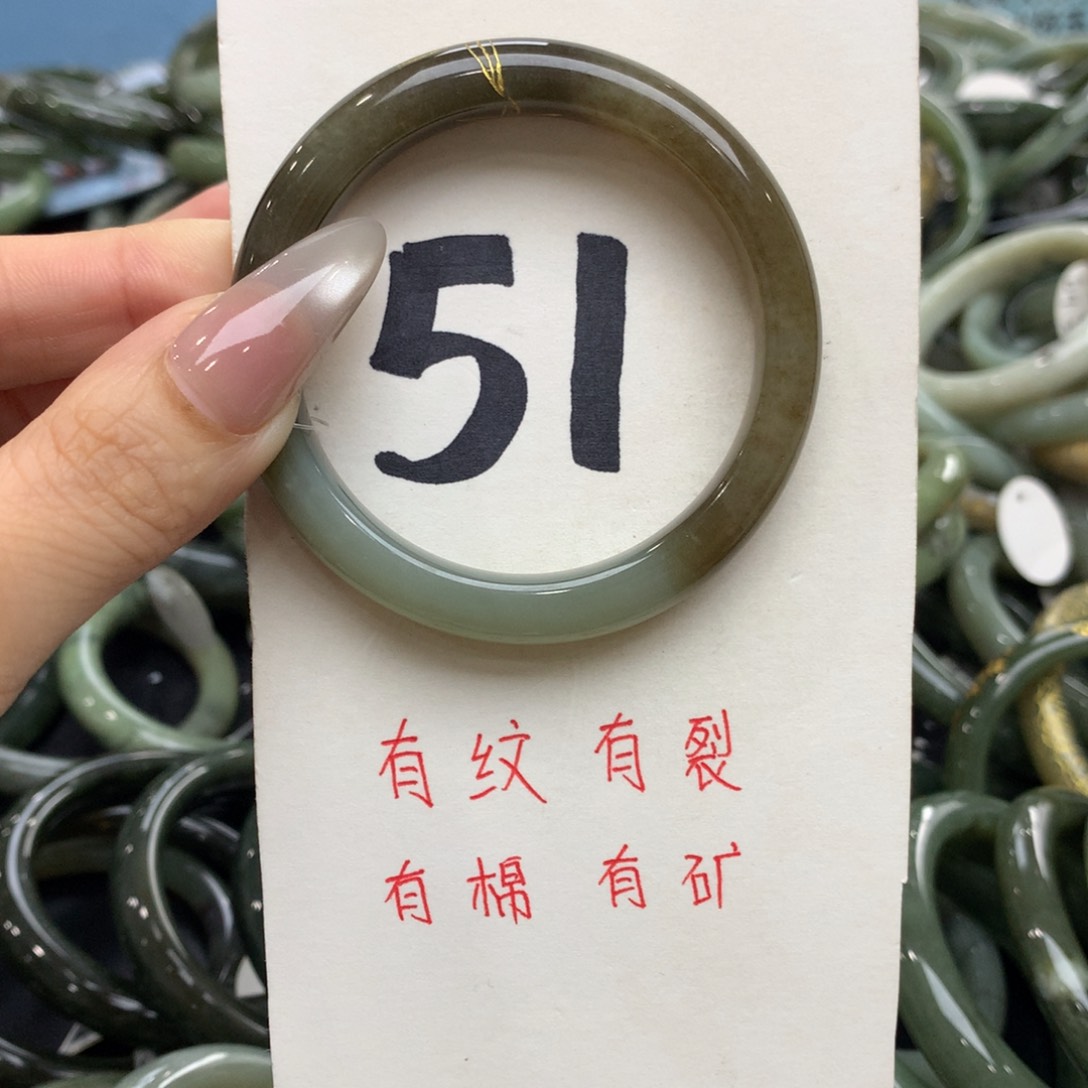 51
有纹 有裂
有棉 有矿